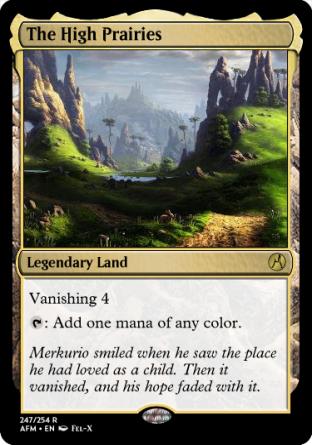 The High Prairies
Legendary Land
Vanishing 4
: Add one mana of any color.
Merkurio smiled when he saw the place
he had loved as a child. Then it
vanished, and his hope faded with it.
247/254 R
AFM • EN Fel-X